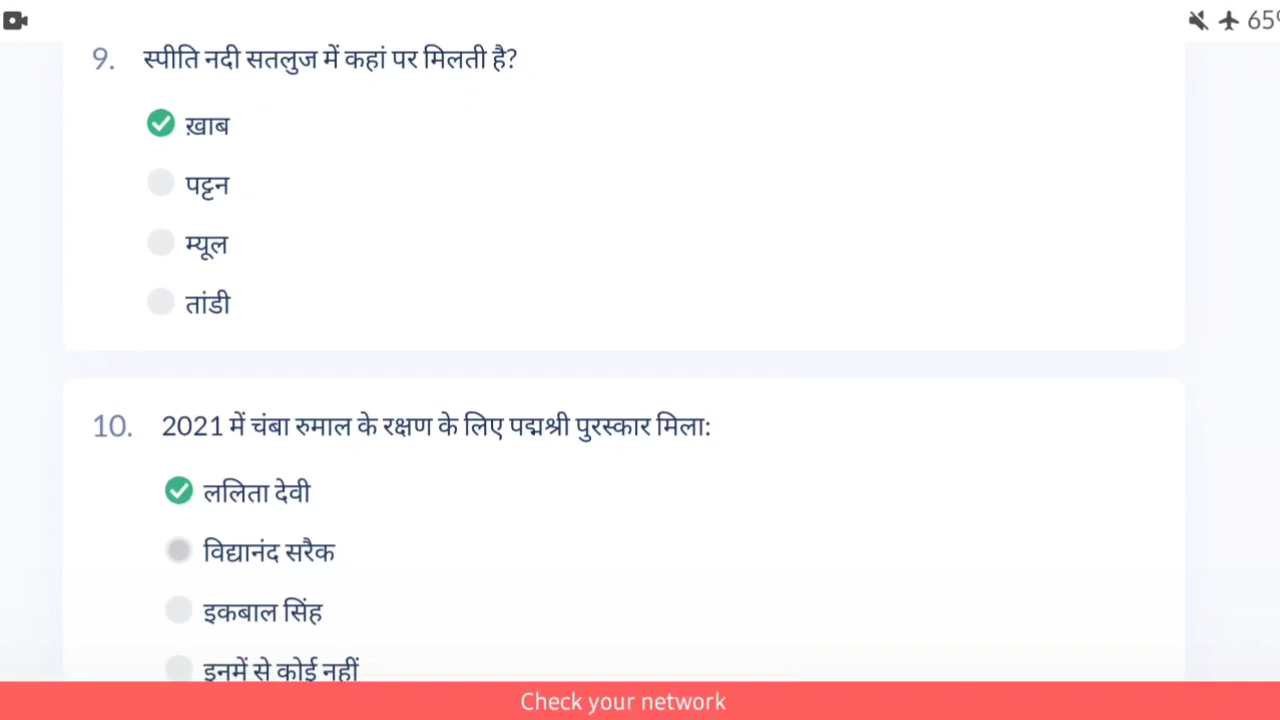 65%
9. स्पीति नदी सतलुज में कहां पर मिलती है?
ख़ाब
पट्टन
म्यूल
तांडी
10. 2021 में चंबा रुमाल के रक्षण के लिए पद्मश्री पुरस्कार मिला:
ललिता देवी
विद्यानंद सरैक
इकबाल सिंह
इनमें से कोई नहीं
Check your network